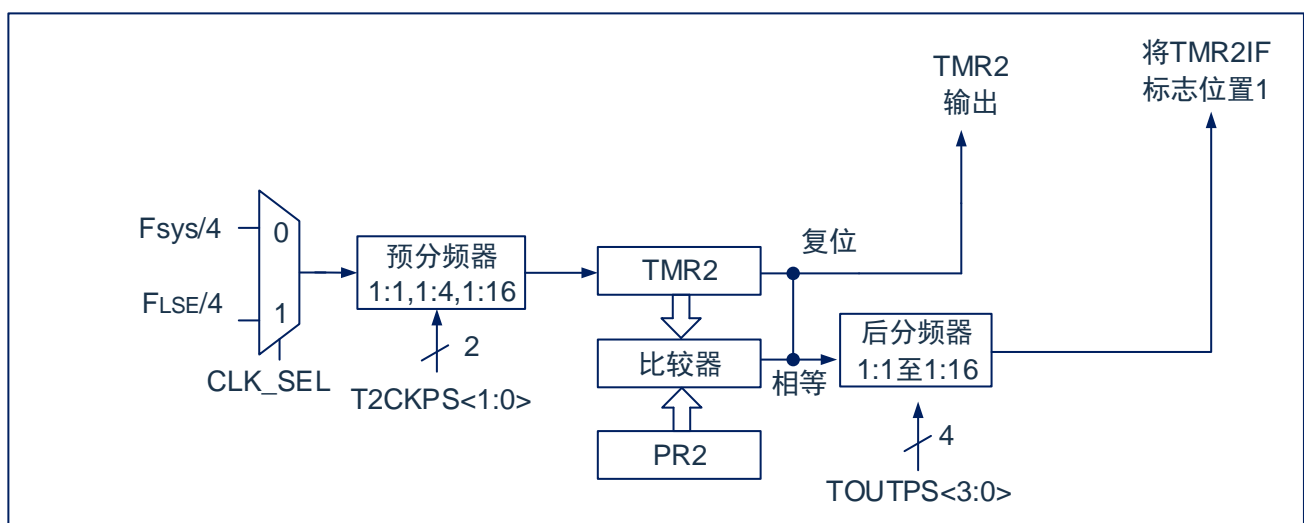 TMR2
输出
将TMR2IF
标志位置1
Fsys/4
0
预分频器
1:1,1:4,1:16
TMR2
复位
FLSE/4
1
CLK_SEL
2
T2CKPS<1:0>
比较器
相等
后分频器
1:1至1:16
PR2
4
TOUTPS<3:0>